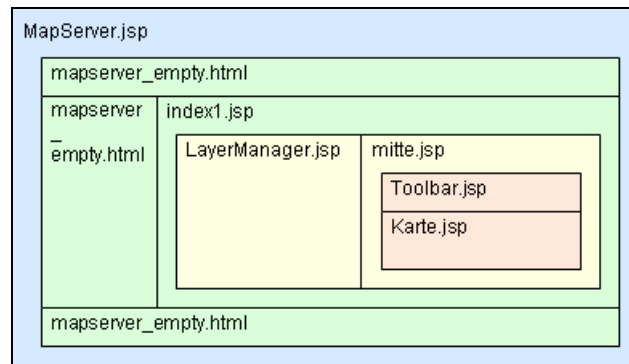 MapServer.jsp
mapserver_empty.html
mapserver
_
empty.html
index1.jsp
LayerManager.jsp
mitte.jsp
Toolbar.jsp
Karte.jsp
mapserver_empty.html